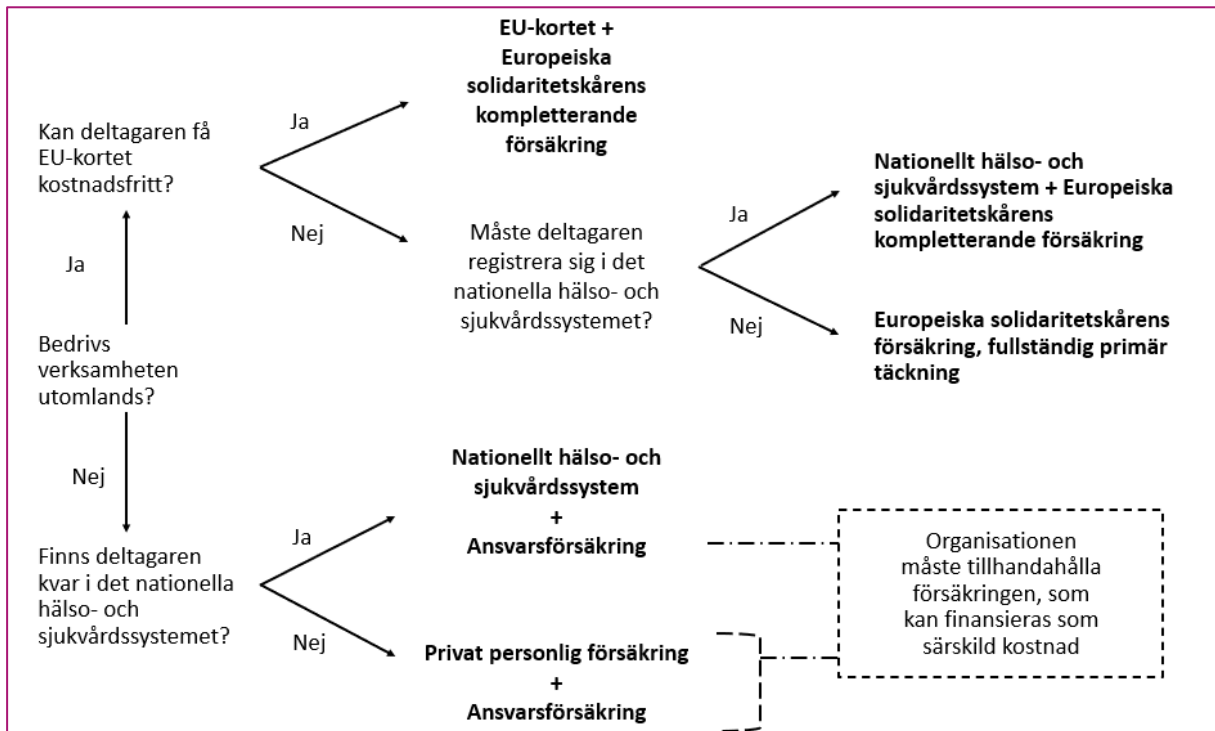 EU-kortet +
Europeiska
solidaritetskårens
kompletterande
försäkring
Ja
Kan deltagaren få
EU-kortet
kostnadsfritt?
Nej
Nationellt hälso- och
sjukvårdssystem + Europeiska
solidaritetskårens
kompletterande försäkring
Ja
Måste deltagaren
registrera sig i det
nationella hälso- och
sjukvårdssystemet?
Nej
Europeiska solidaritetskårens
försäkring, fullständig primär
täckning
Ja
Bedrivs
verksamheten
utomlands?
Nej
Nationellt hälso- och
sjukvårdssystem
+
Ansvarsförsäkring
Ja
Finns deltagaren
kvar i det nationella
hälso- och
sjukvårdssystemet?
Nej
Privat personlig försäkring
+
Ansvarsförsäkring
Organisationen
måste tillhandahålla
försäkringen, som
kan finansieras som
särskild kostnad